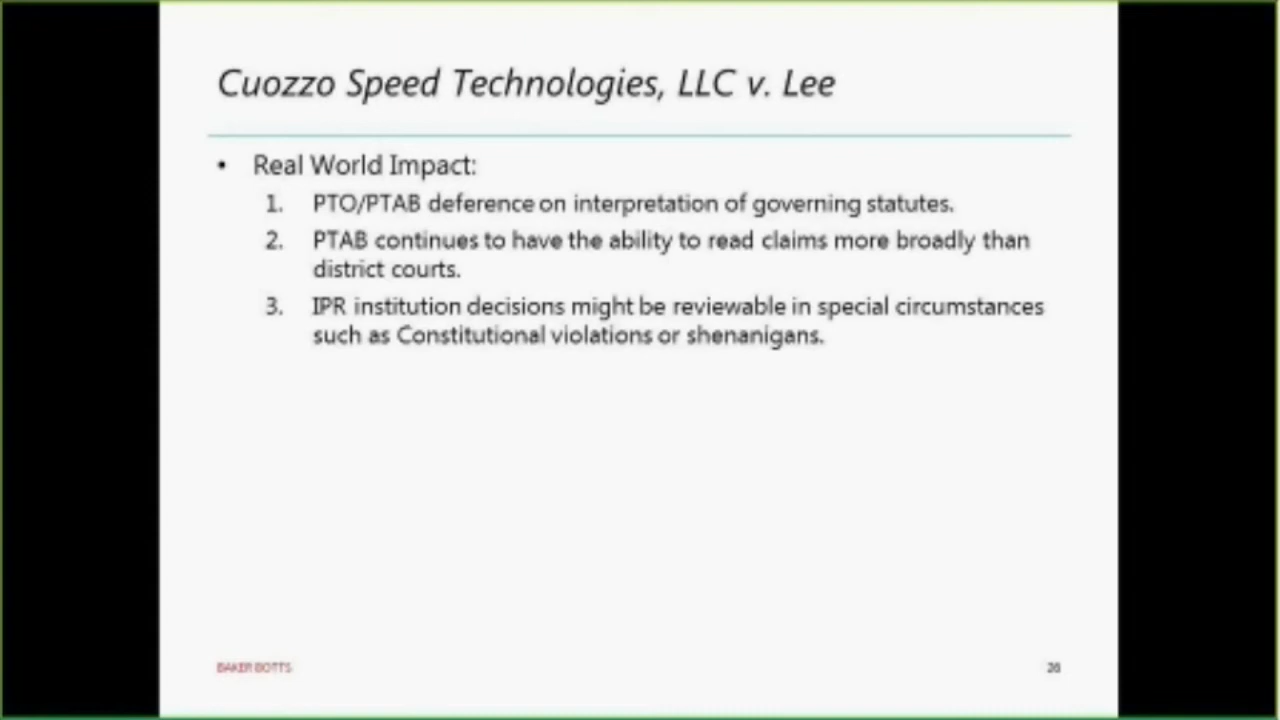 Cuozzo Speed Technologies, LLC v. Lee
• Real World Impact:
1. PTO/PTAB deference on interpretation of governing statutes.
2. PTAB continues to have the ability to read claims more broadly than
district courts.
3. IPR institution decisions might be reviewable in special circumstances
such as Constitutional violations or shenanigans.
BAKER BOTTS
26